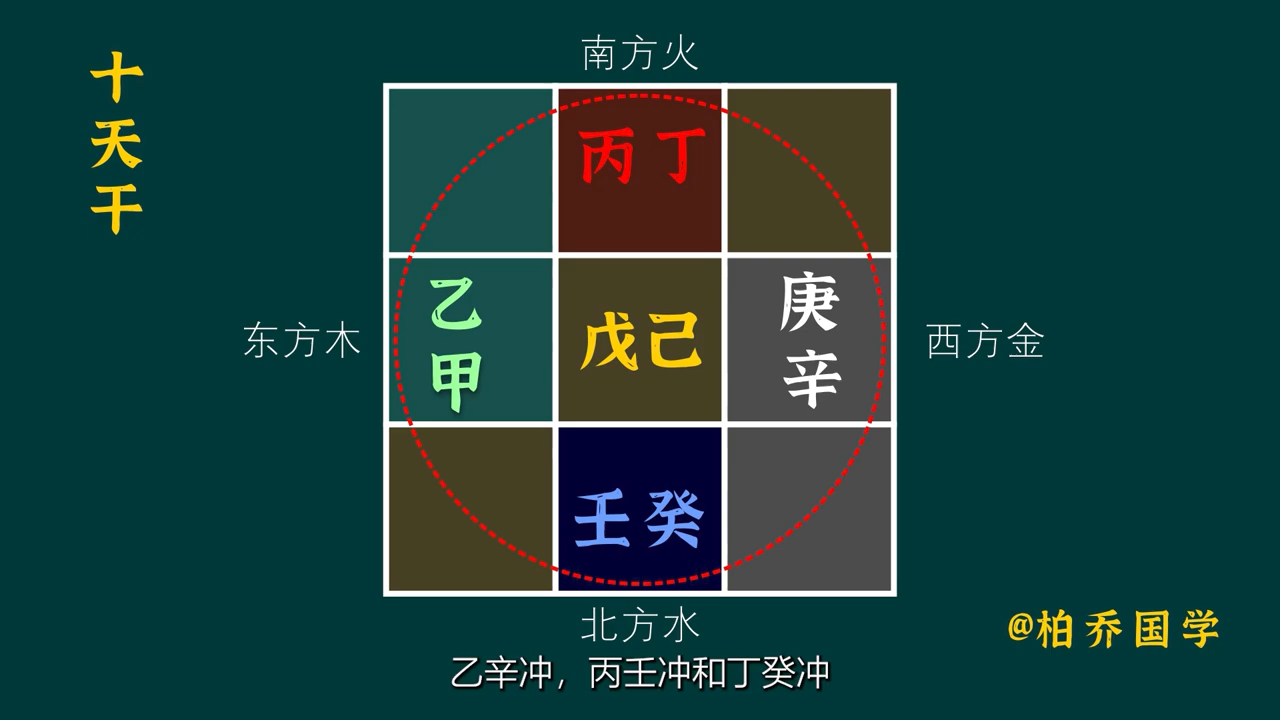 十天干
南方火
丙丁
东方木
乙
甲
戊己
庚
辛
西方金
壬癸
北方水
@柏乔国学
乙辛冲，丙壬冲和丁癸冲